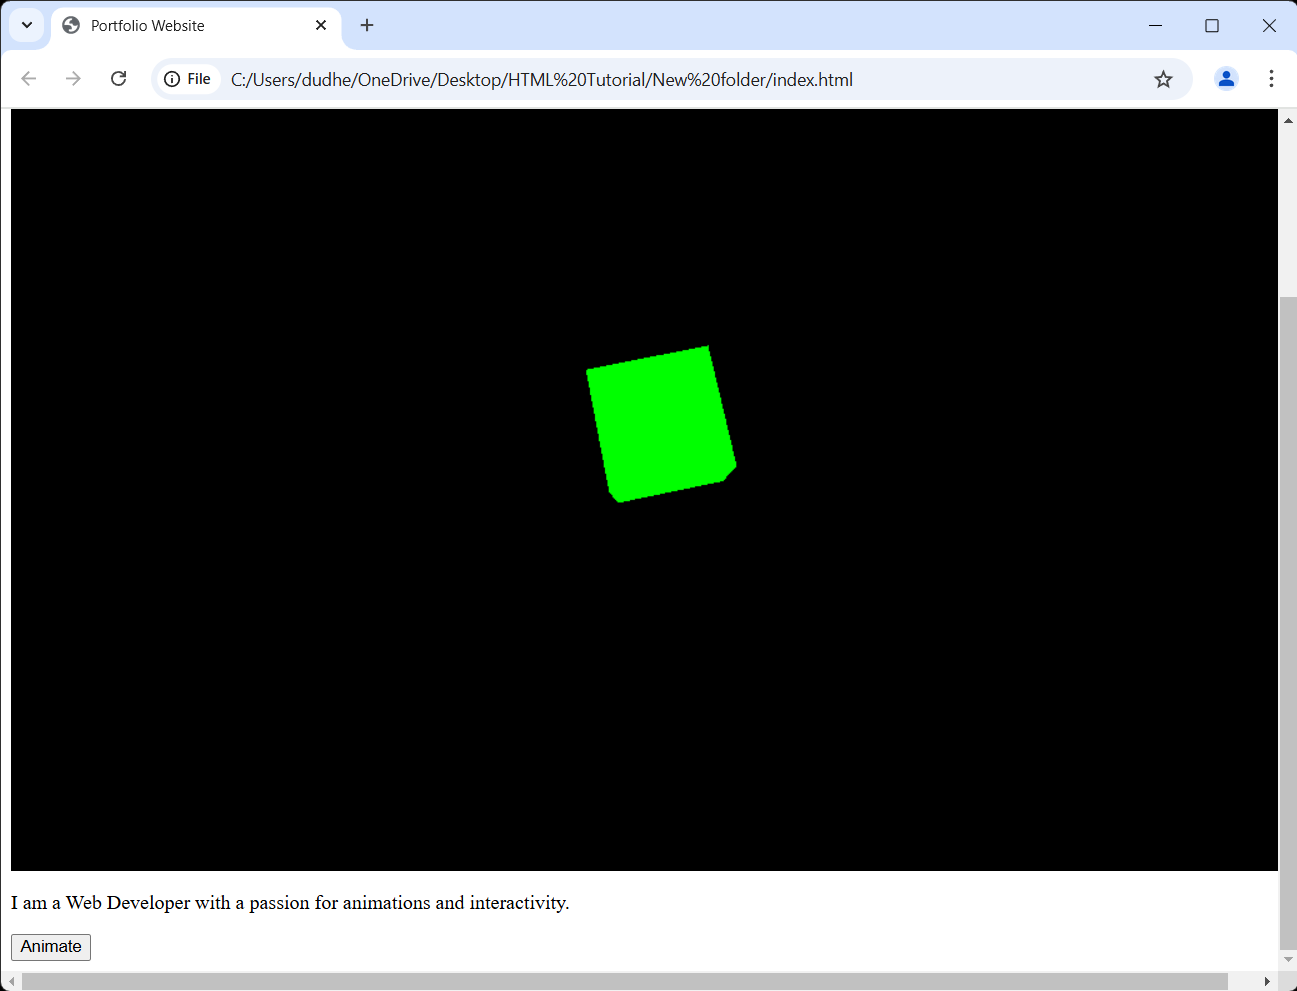 Portfolio Website
File C:/Users/dudhe/OneDrive/Desktop/HTML%20Tutorial/New%20folder/index.html
I am a Web Developer with a passion for animations and interactivity.
Animate